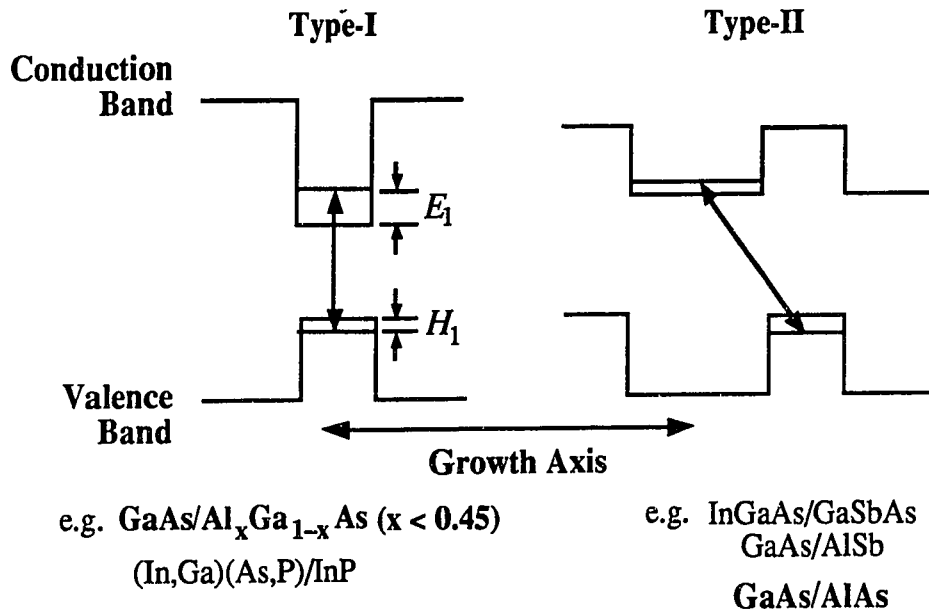 Type-I
Type-II
Conduction
Band
E₁
H₁
Valence
Band
Growth Axis
e.g. GaAs/AlₓGa₁₋ₓAs (x < 0.45)
(In,Ga)(As,P)/InP
e.g. InGaAs/GaSbAs
GaAs/AlSb
GaAs/AlAs